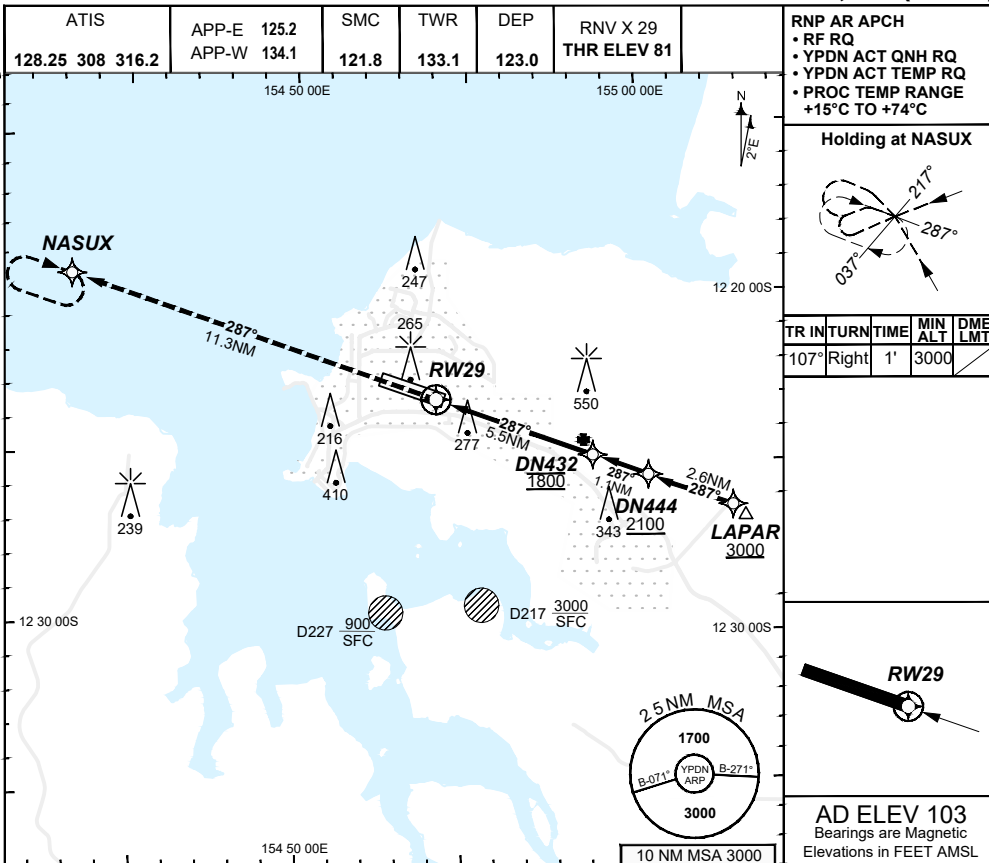 ATIS
128.25 308 316.2
APP-E 125.2
APP-W 134.1
SMC
121.8
TWR
133.1
DEP
123.0
RNV X 29
THR ELEV 81
RNP AR APCH
• RF RQ
• YPDN ACT QNH RQ
• YPDN ACT TEMP RQ
• PROC TEMP RANGE
+15°C TO +74°C
Holding at NASUX
217°
287°
037°
TR IN TURN TIME MIN ALT DME LMT
107° Right 1' 3000
154 50 00E
155 00 00E
N
2°E
NASUX
247
12 20 00S
287°
11.3NM
265
RW29
550
287°
5.5NM
216
277
410
DN432
1800
287°
1.1NM
2.6NM
287°
DN444
2100
343
LAPAR
3000
239
12 30 00S
12 30 00S
D227 900
SFC
D217 3000
SFC
RW29
25NM MSA
1700
B-071°
YPDN
ARP
B-271°
3000
10 NM MSA 3000
154 50 00E
AD ELEV 103
Bearings are Magnetic
Elevations in FEET AMSL